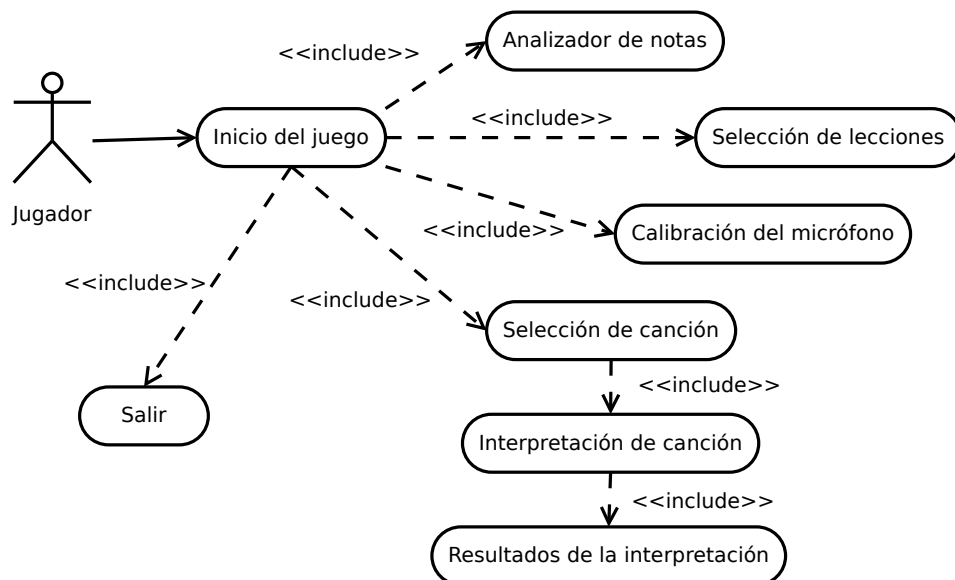 Analizador de notas
<<include>>
<<include>>
Inicio del juego
Selección de lecciones
Jugador
<<include>>
Calibración del micrófono
<<include>>
<<include>>
Selección de canción
<<include>>
Salir
Interpretación de canción
<<include>>
Resultados de la interpretación